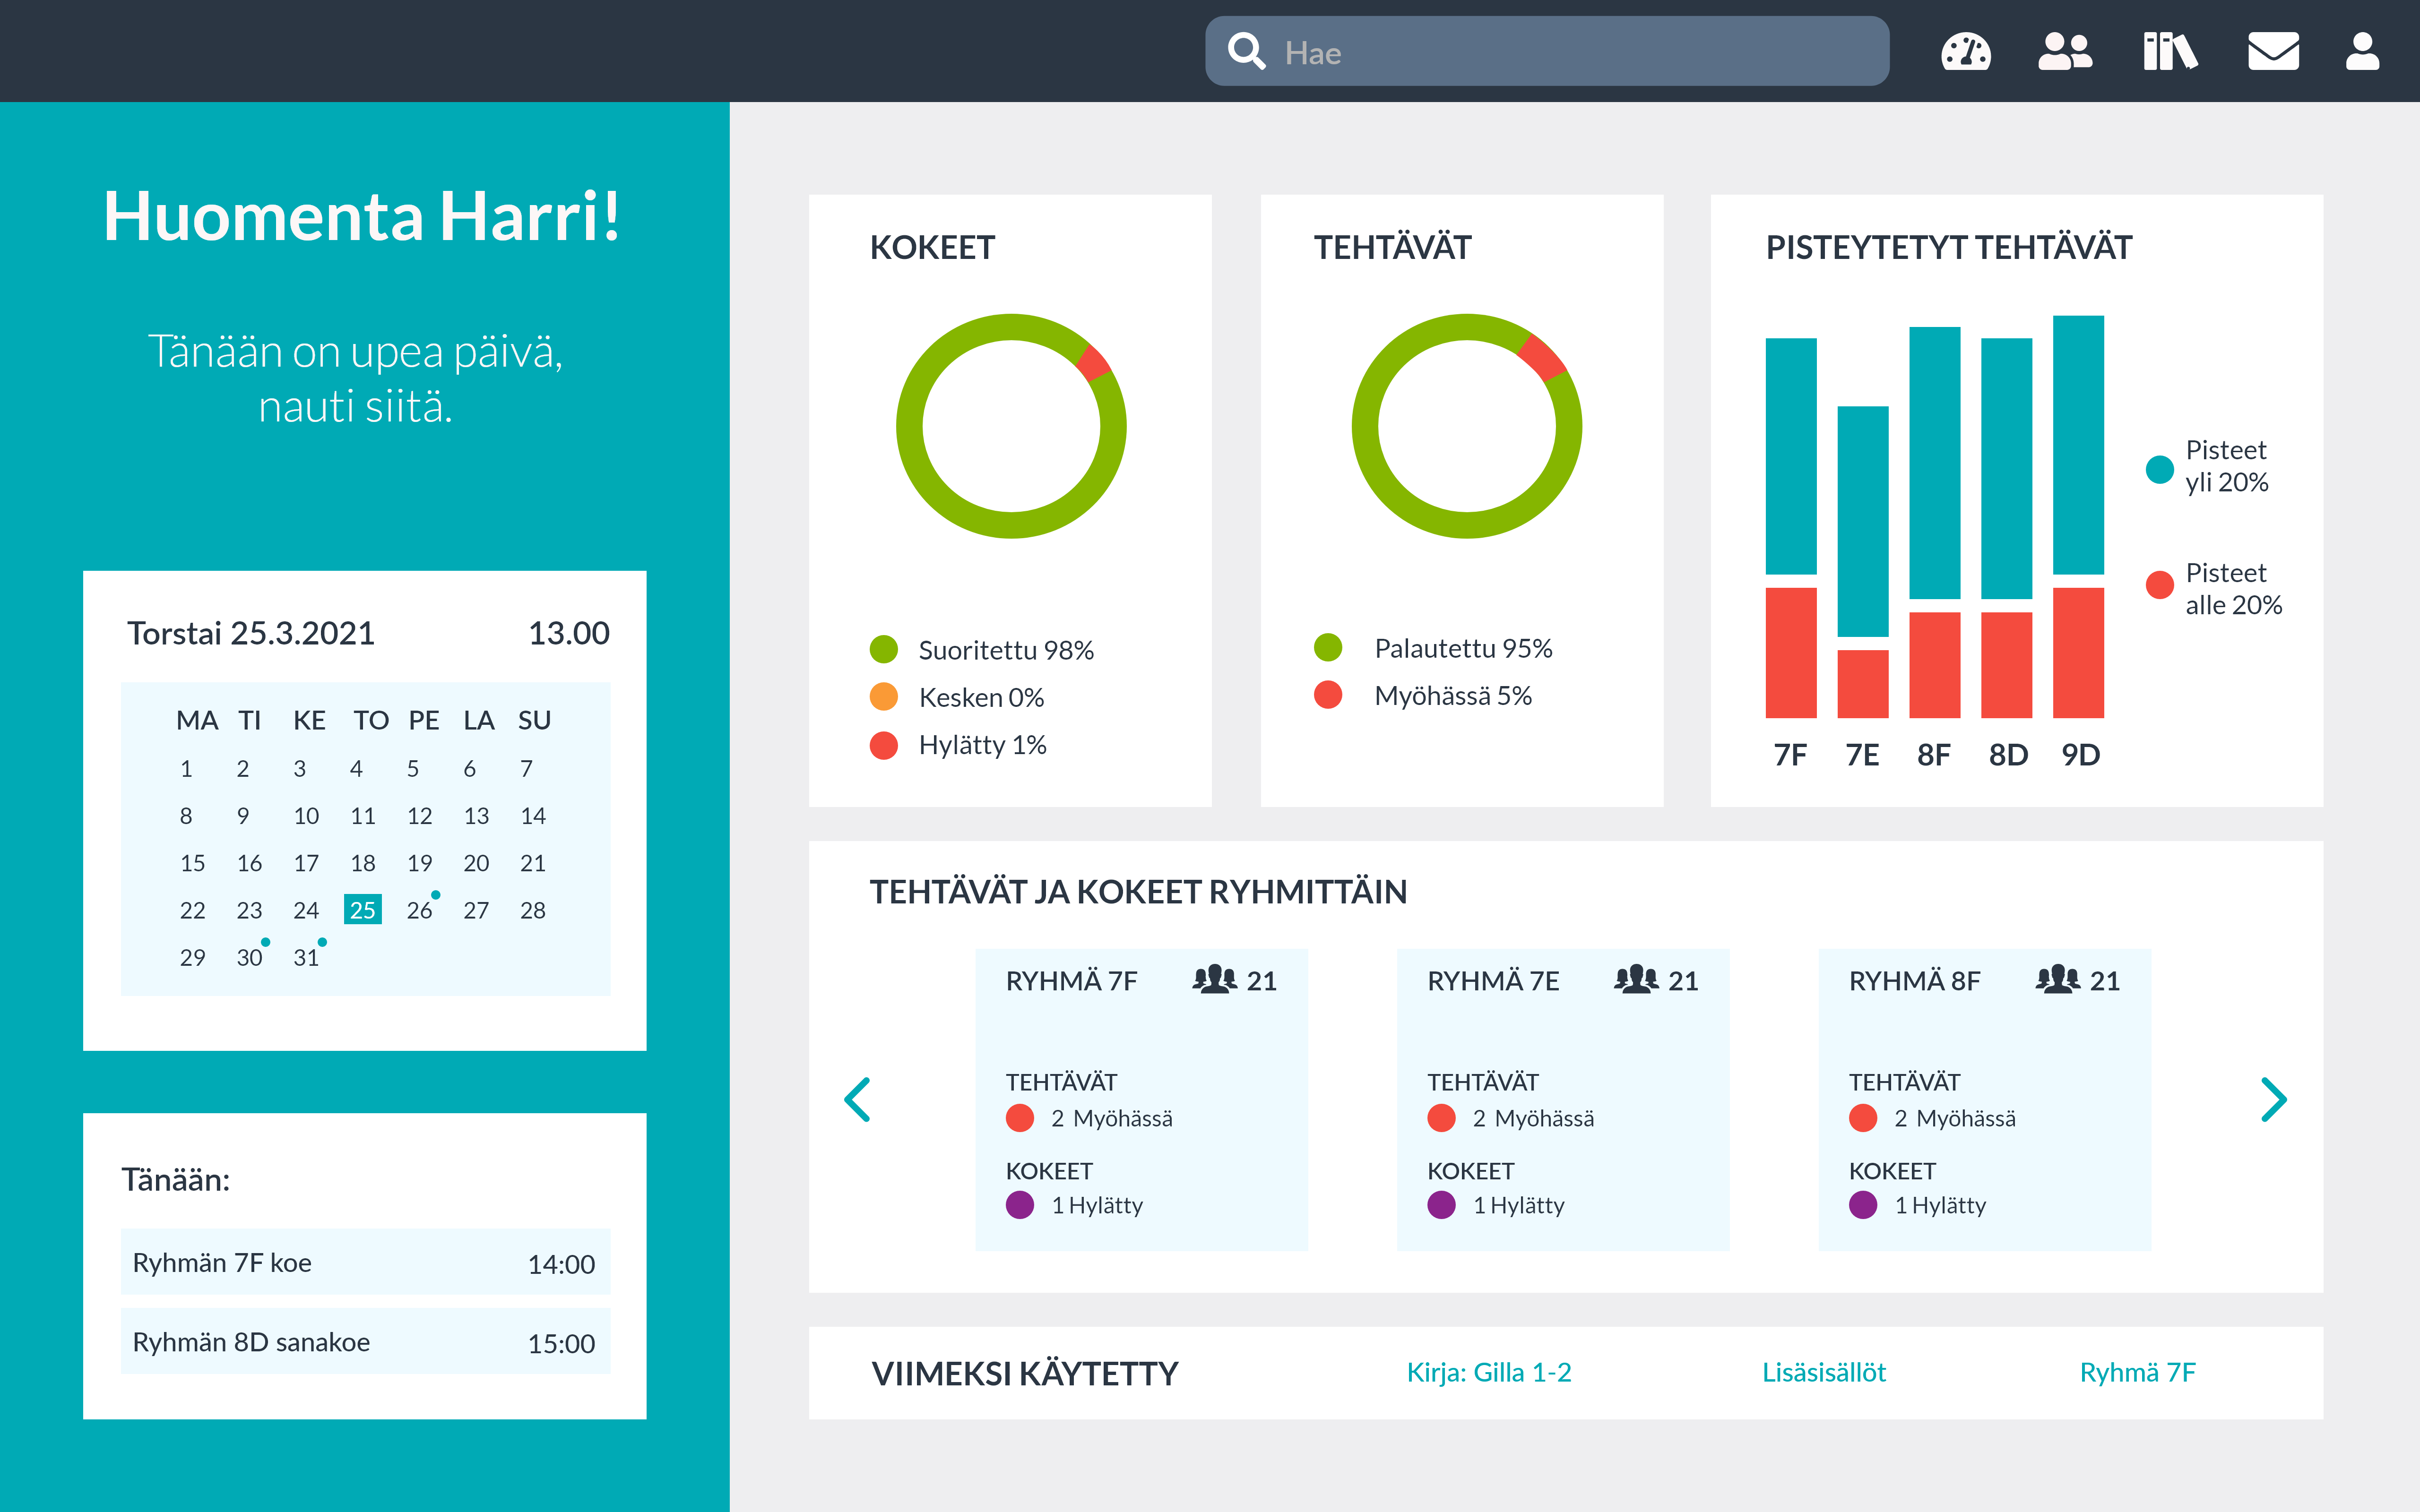 Hae
Huomenta Harri!
Tänään on upea päivä,
nauti siitä.
Torstai 25.3.2021 13.00
MA TI KE TO PE LA SU
1 2 3 4 5 6 7
8 9 10 11 12 13 14
15 16 17 18 19 20 21
22 23 24 25 26 27 28
29 30 31
Tänään:
Ryhmän 7F koe 14:00
Ryhmän 8D sanakoe 15:00
KOKEET
Suoritettu 98%
Kesken 0%
Hylätty 1%
TEHTÄVÄT
Palautettu 95%
Myöhässä 5%
PISTEYTETYT TEHTÄVÄT
Pisteet
yli 20%
Pisteet
alle 20%
7F 7E 8F 8D 9D
TEHTÄVÄT JA KOKEET RYHMITTÄIN
RYHMÄ 7F 21
TEHTÄVÄT
2 Myöhässä
KOKEET
1 Hylätty
RYHMÄ 7E 21
TEHTÄVÄT
2 Myöhässä
KOKEET
1 Hylätty
RYHMÄ 8F 21
TEHTÄVÄT
2 Myöhässä
KOKEET
1 Hylätty
VIIMEKSI KÄYTETTY Kirja: Gilla 1-2 Lisäsisällöt Ryhmä 7F